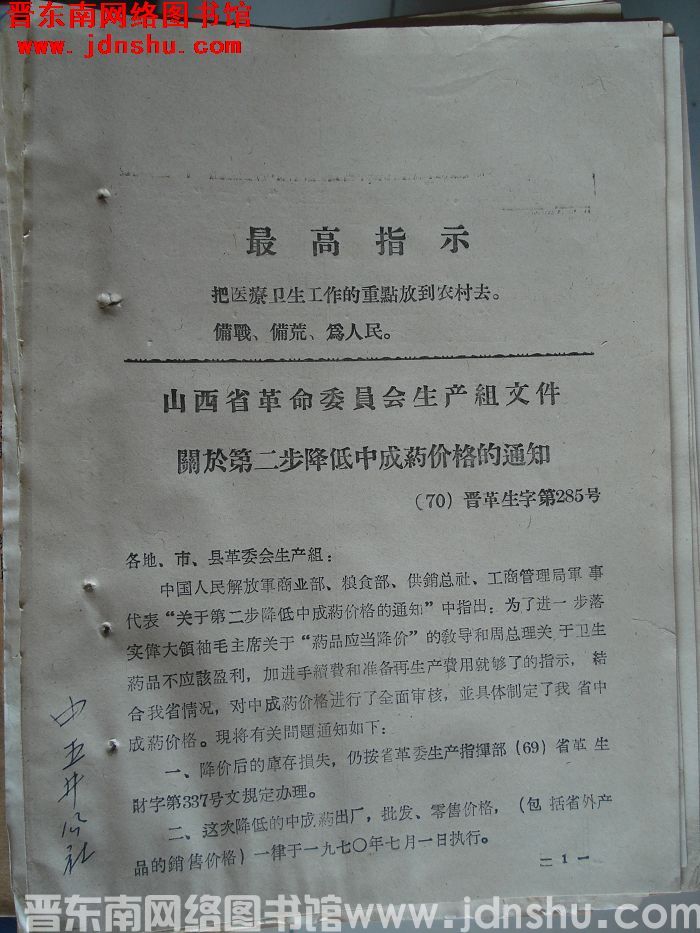 晋东南网络图书馆
www.jdnshu.com
最高指示
把医療卫生工作的重點放到农村去。
備戰、備荒、爲人民。
山西省革命委員会生产組文件
關於第二步降低中成药价格的通知
(70)晋革生字第285号
各地、市、县革委会生产組:
中国人民解放軍商业部、粮食部、供銷总社、工商管理局軍事
代表“关于第二步降低中成药价格的通知”中指出:为了进一步落
实偉大領袖毛主席关于“药品应当降价”的敎导和周总理关于卫生
药品不应該盈利,加进手續費和准备再生产費用就够了的指示,結
合我省情况,对中成药价格进行了全面审核,並具体制定了我省中
成药价格。現将有关問題通知如下:
一、降价后的庫存損失,仍按省革委生产指揮部(69)省革生
財字第337号文規定办理。
二、这次降低的中成药出厂,批发、零售价格,(包括省外产
品的銷售价格)一律于一九七〇年七月一日执行。
—1—
中五井公社
晋东南网络图书馆 www.jdnshu.com